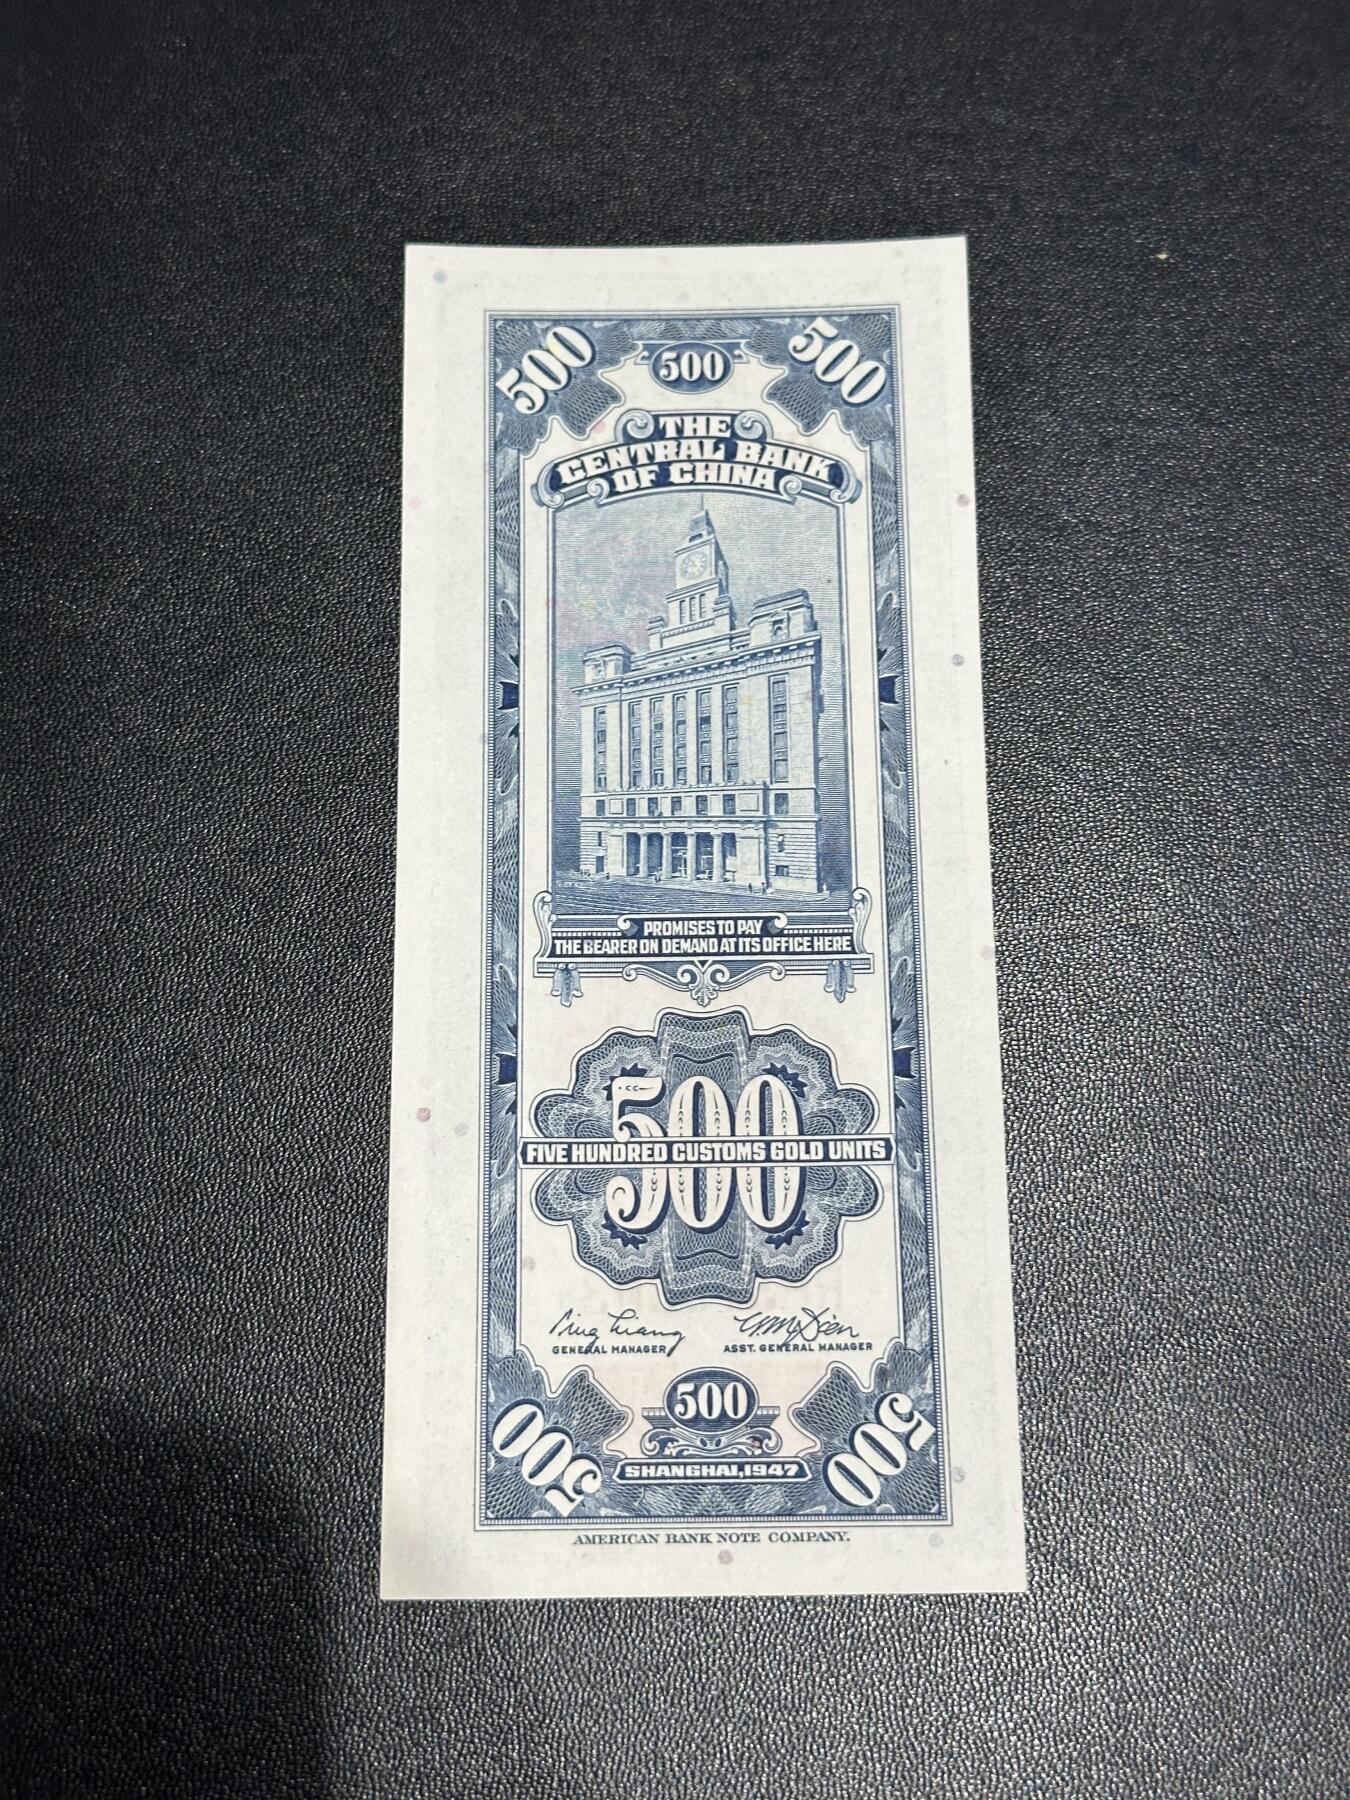 500 500 500
THE
CENTRAL BANK
OF CHINA
PROMISES TO PAY
THE BEARER ON DEMAND AT ITS OFFICE HERE
500
FIVE HUNDRED CUSTOMS GOLD UNITS
GENERAL MANAGER ASST. GENERAL MANAGER
500
500 500
SHANGHAI, 1947
AMERICAN BANK NOTE COMPANY.